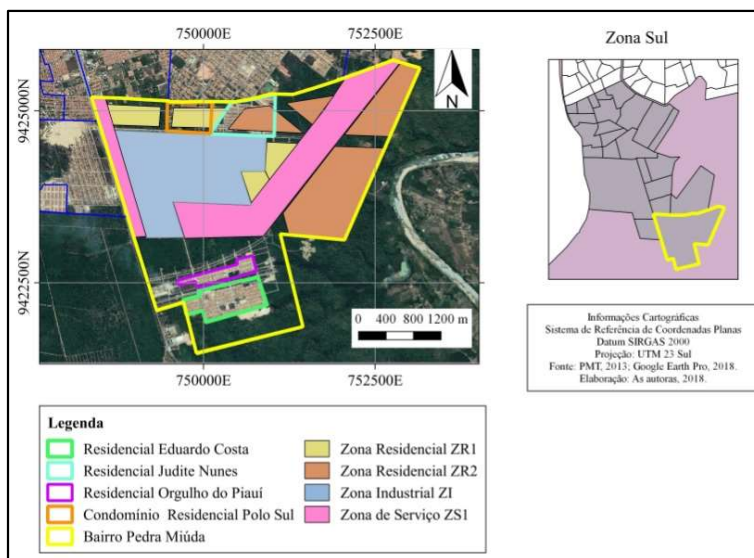 750000E
752500E
Zona Sul
9425000N
9422500N
N
0 400 800 1200 m
750000E
752500E
Informações Cartográficas
Sistema de Referência de Coordenadas Planas
Datum SIRGAS 2000
Projeção: UTM 23 Sul
Fonte: PMT, 2013; Google Earth Pro, 2018.
Elaboração: As autoras, 2018.
Legenda
Residencial Eduardo Costa
Residencial Judite Nunes
Residencial Orgulho do Piauí
Condomínio Residencial Polo Sul
Bairro Pedra Miúda
Zona Residencial ZR1
Zona Residencial ZR2
Zona Industrial ZI
Zona de Serviço ZS1